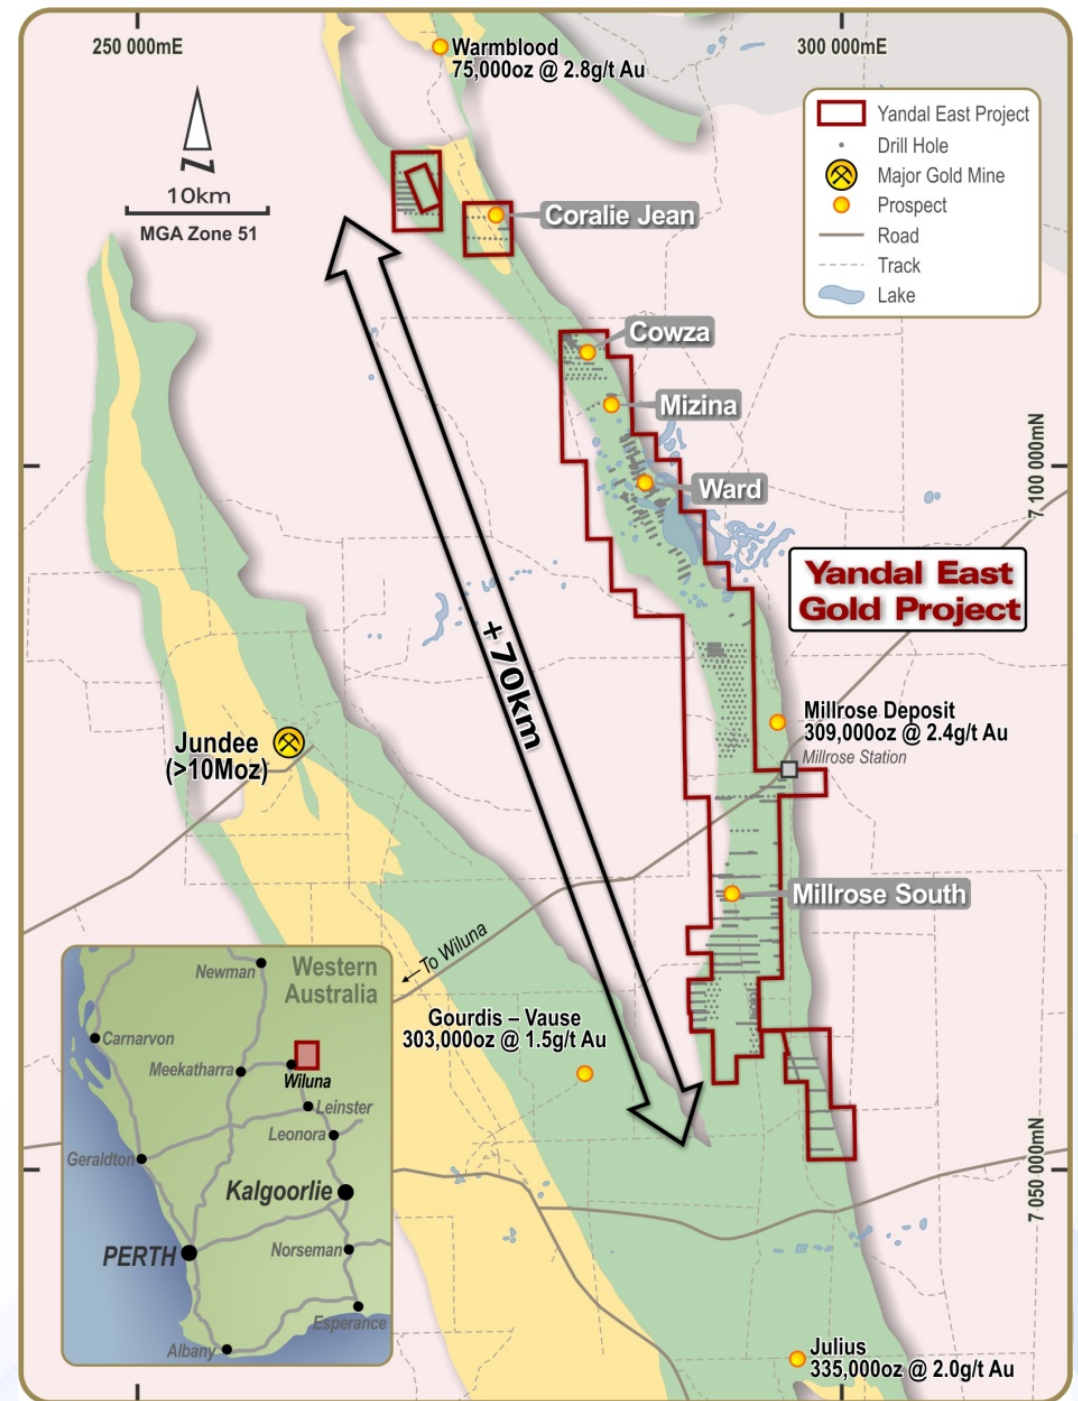 250 000mE
300 000mE
Warmblood
75,000oz @ 2.8g/t Au
N
10km
MGA Zone 51
Yandal East Project
Drill Hole
Major Gold Mine
Prospect
Road
Track
Lake
Coralie Jean
Cowza
Mizina
Ward
7 100 000mN
Yandal East
Gold Project
+70km
Millrose Deposit
309,000oz @ 2.4g/t Au
Millrose Station
Jundee
(>10Moz)
Millrose South
To Wiluna
Gourdis – Vause
303,000oz @ 1.5g/t Au
7 050 000mN
Western
Australia
Newman
Carnarvon
Meekatharra
Wiluna
Leinster
Leonora
Geraldton
Kalgoorlie
PERTH
Norseman
Esperance
Albany
Julius
335,000oz @ 2.0g/t Au